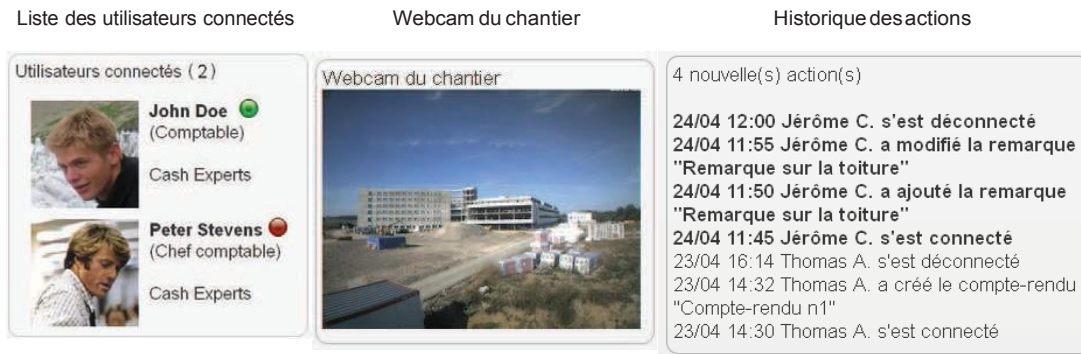 Liste des utilisateurs connectés
Webcam du chantier
Historique des actions
Utilisateurs connectés (2)
John Doe
(Comptable)
Cash Experts
Peter Stevens
(Chef comptable)
Cash Experts
Webcam du chantier
4 nouvelle(s) action(s)
24/04 12:00 Jérôme C. s'est déconnecté
24/04 11:55 Jérôme C. a modifié la remarque
"Remarque sur la toiture"
24/04 11:50 Jérôme C. a ajouté la remarque
"Remarque sur la toiture"
24/04 11:45 Jérôme C. s'est connecté
23/04 16:14 Thomas A. s'est déconnecté
23/04 14:32 Thomas A. a créé le compte-rendu
"Compte-rendu n1"
23/04 14:30 Thomas A. s'est connecté